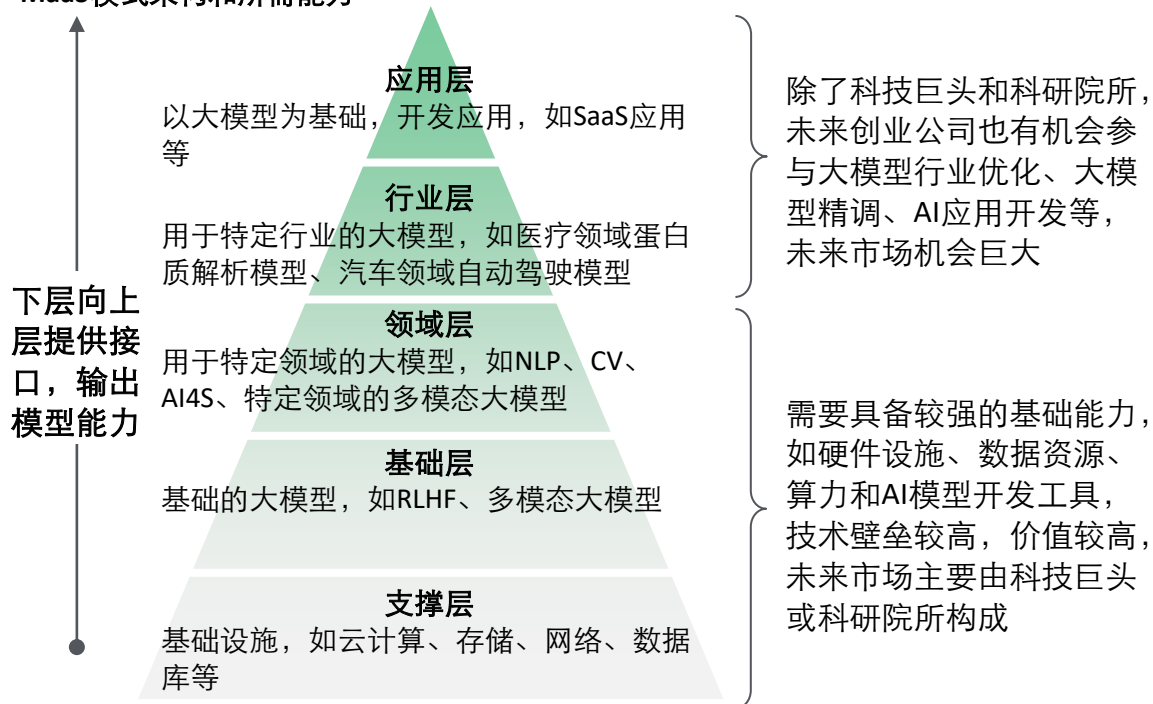 MaaS模式架构和所需能力
应用层
以大模型为基础，开发应用，如SaaS应用
等
行业层
用于特定行业的大模型，如医疗领域蛋白
质解析模型、汽车领域自动驾驶模型
领域层
用于特定领域的大模型，如NLP、CV、
AI4S、特定领域的多模态大模型
基础层
基础的大模型，如RLHF、多模态大模型
支撑层
基础设施，如云计算、存储、网络、数据
库等
下层向上
层提供接
口，输出
模型能力
除了科技巨头和科研院所，
未来创业公司也有机会参
与大模型行业优化、大模
型精调、AI应用开发等，
未来市场机会巨大
需要具备较强的基础能力，
如硬件设施、数据资源、
算力和AI模型开发工具，
技术壁垒较高，价值较高，
未来市场主要由科技巨头
或科研院所构成